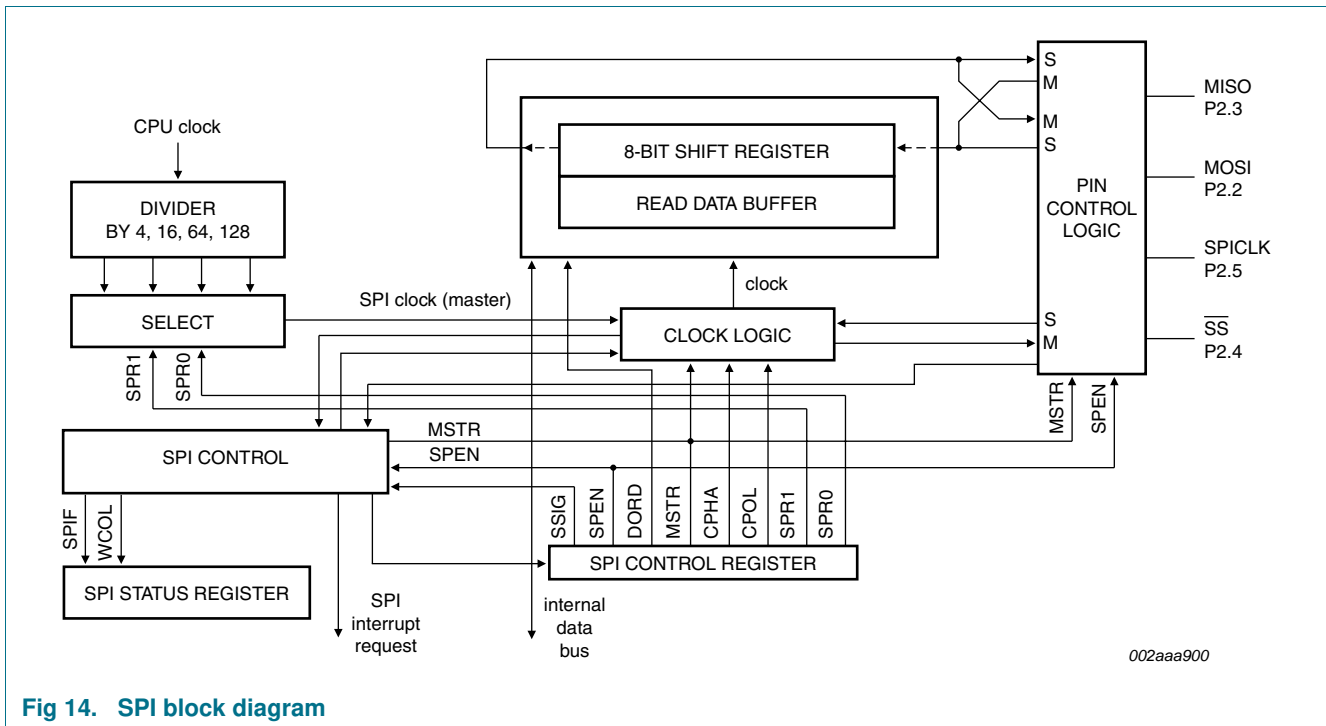 S
M
MISO
P2.3
CPU clock
8-BIT SHIFT REGISTER
M
S
READ DATA BUFFER
PIN
CONTROL
LOGIC
MOSI
P2.2
DIVIDER
BY 4, 16, 64, 128
SPICLK
P2.5
clock
SPI clock (master)
SELECT
CLOCK LOGIC
S
M
SS
P2.4
SPR1
SPR0
MSTR
SPEN
MSTR
SPEN
SPI CONTROL
SSIG
SPEN
DORD
MSTR
CPHA
CPOL
SPR1
SPR0
SPIF
WCOL
SPI CONTROL REGISTER
SPI STATUS REGISTER
SPI
interrupt
request
internal
data
bus
002aaa900
Fig 14. SPI block diagram